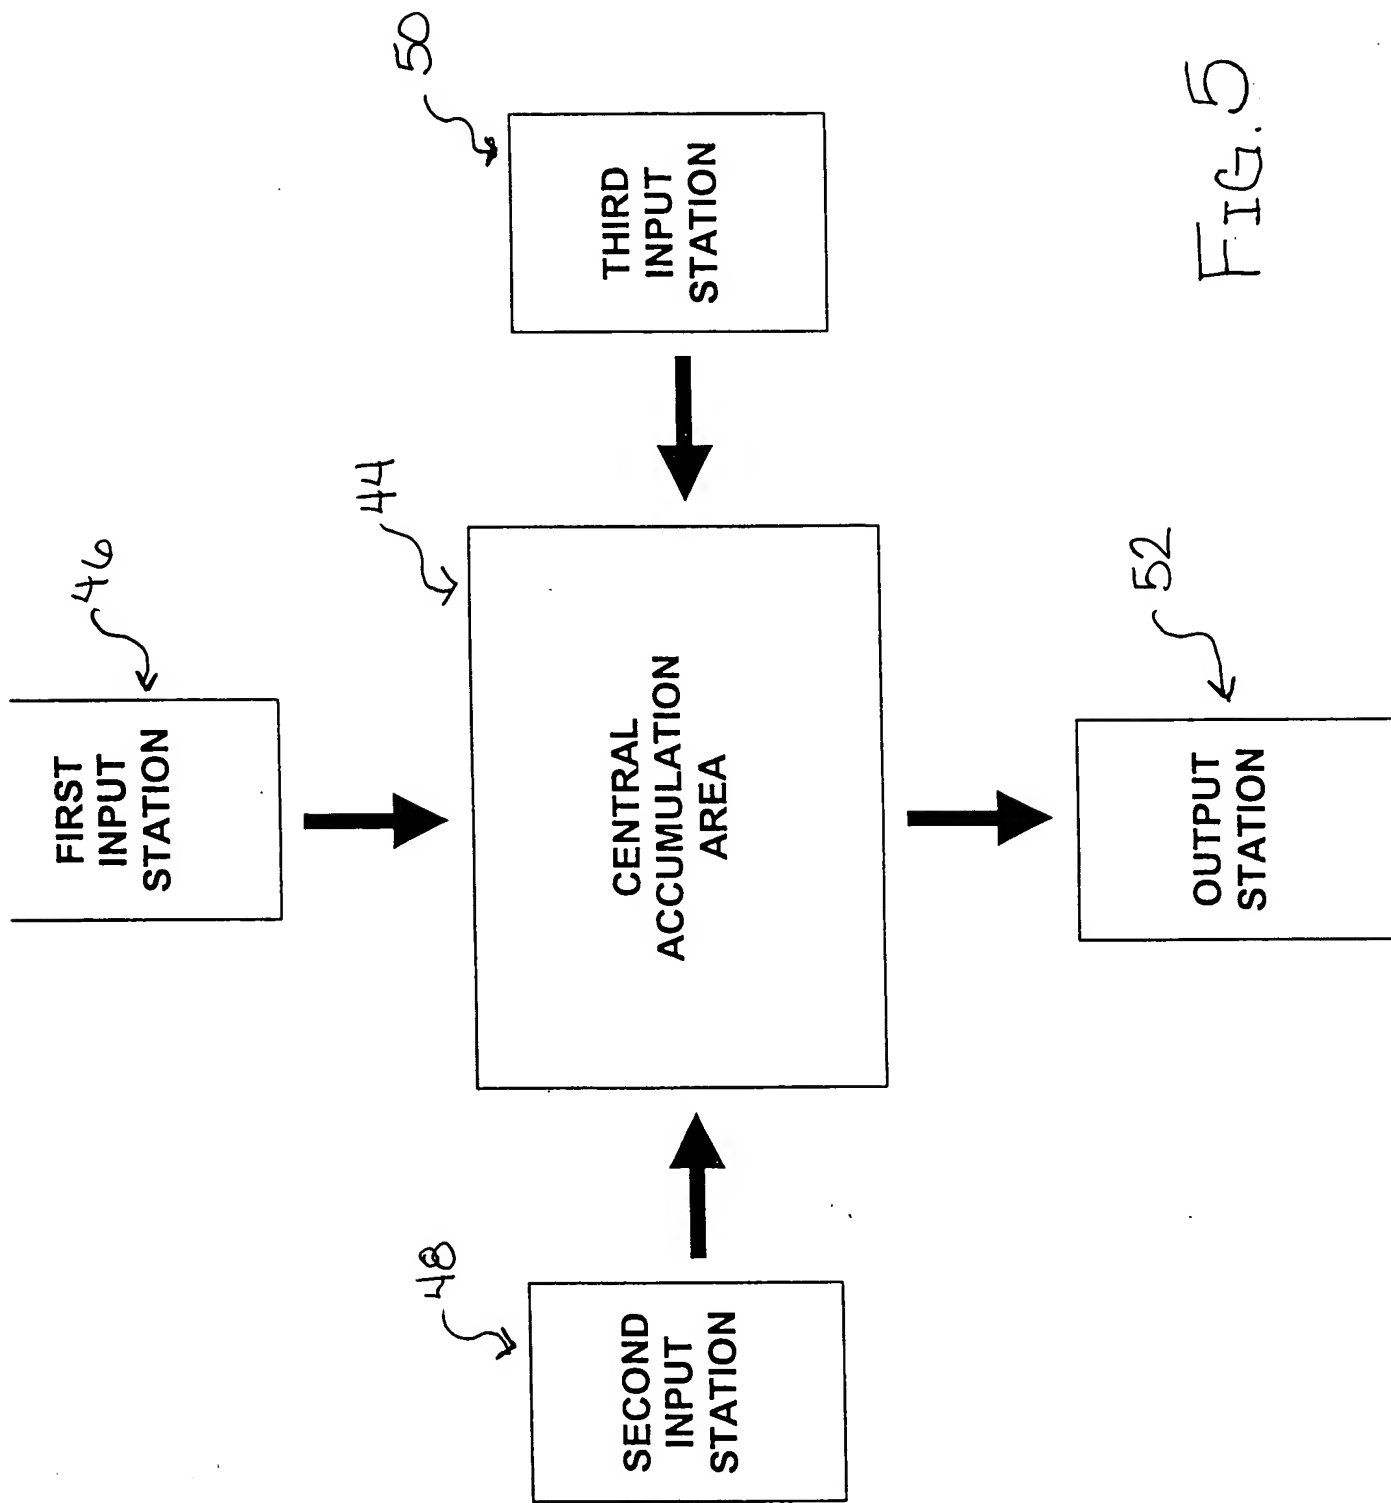 46
FIRST
INPUT
STATION
48
SECOND
INPUT
STATION
44
CENTRAL
ACCUMULATION
AREA
50
THIRD
INPUT
STATION
52
OUTPUT
STATION
FIG. 5